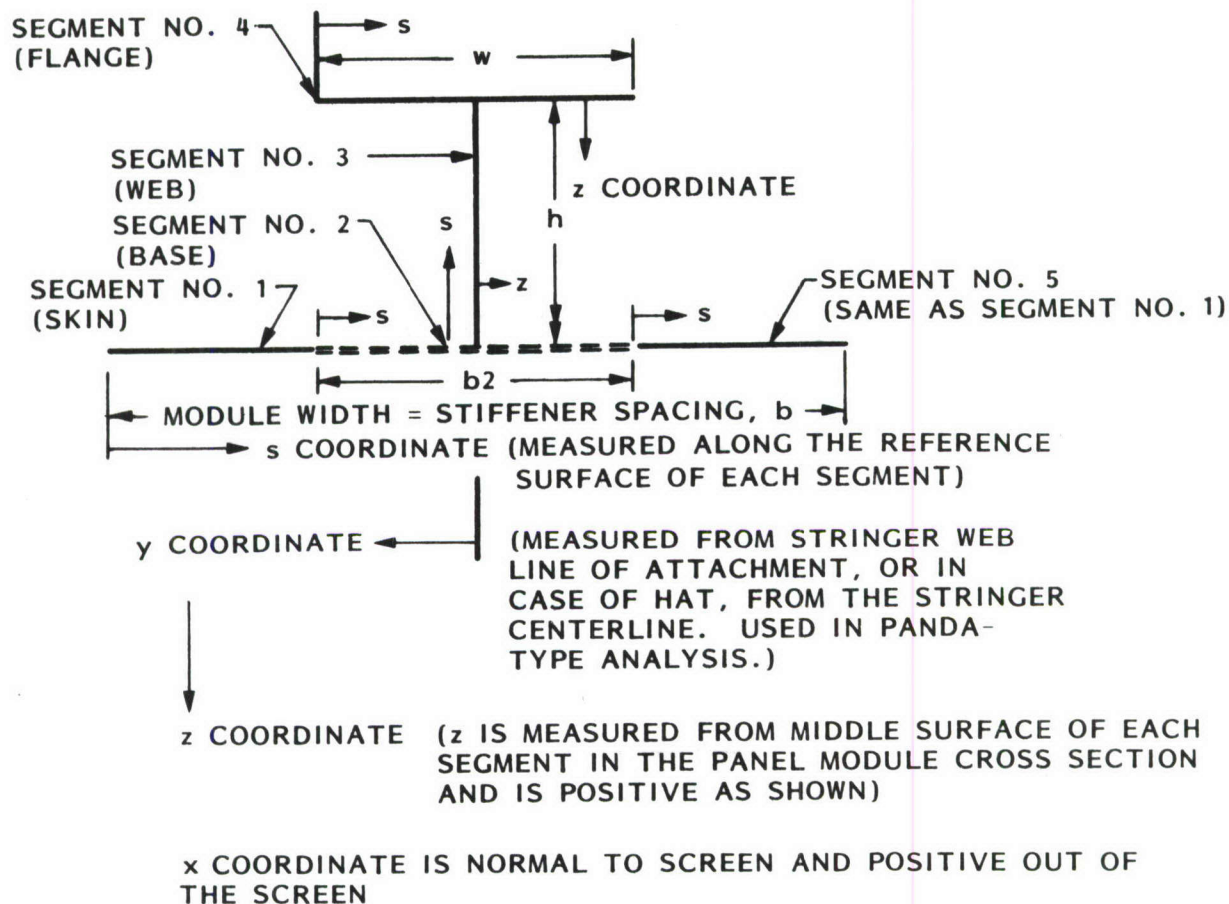 SEGMENT NO. 4
(FLANGE)
s
w
SEGMENT NO. 3
(WEB)
z COORDINATE
h
SEGMENT NO. 2
(BASE)
s
z
SEGMENT NO. 1
(SKIN)
s
s
SEGMENT NO. 5
(SAME AS SEGMENT NO. 1)
b2
MODULE WIDTH = STIFFENER SPACING, b
s COORDINATE (MEASURED ALONG THE REFERENCE
SURFACE OF EACH SEGMENT)
y COORDINATE
(MEASURED FROM STRINGER WEB
LINE OF ATTACHMENT, OR IN
CASE OF HAT, FROM THE STRINGER
CENTERLINE. USED IN PANDA-
TYPE ANALYSIS.)
z COORDINATE (z IS MEASURED FROM MIDDLE SURFACE OF EACH
SEGMENT IN THE PANEL MODULE CROSS SECTION
AND IS POSITIVE AS SHOWN)
x COORDINATE IS NORMAL TO SCREEN AND POSITIVE OUT OF
THE SCREEN